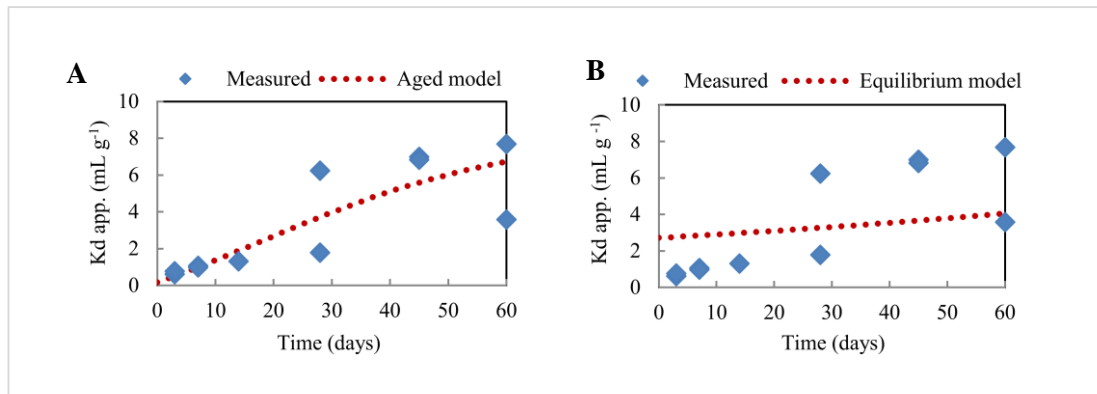 A
Measured Aged model
10
8
6
4
2
0
Kd app. (mL g⁻¹)
0 10 20 30 40 50 60
Time (days)
B
Measured Equilibrium model
10
8
6
4
2
0
Kd app. (mL g ⁻¹)
0 10 20 30 40 50 60
Time (days)